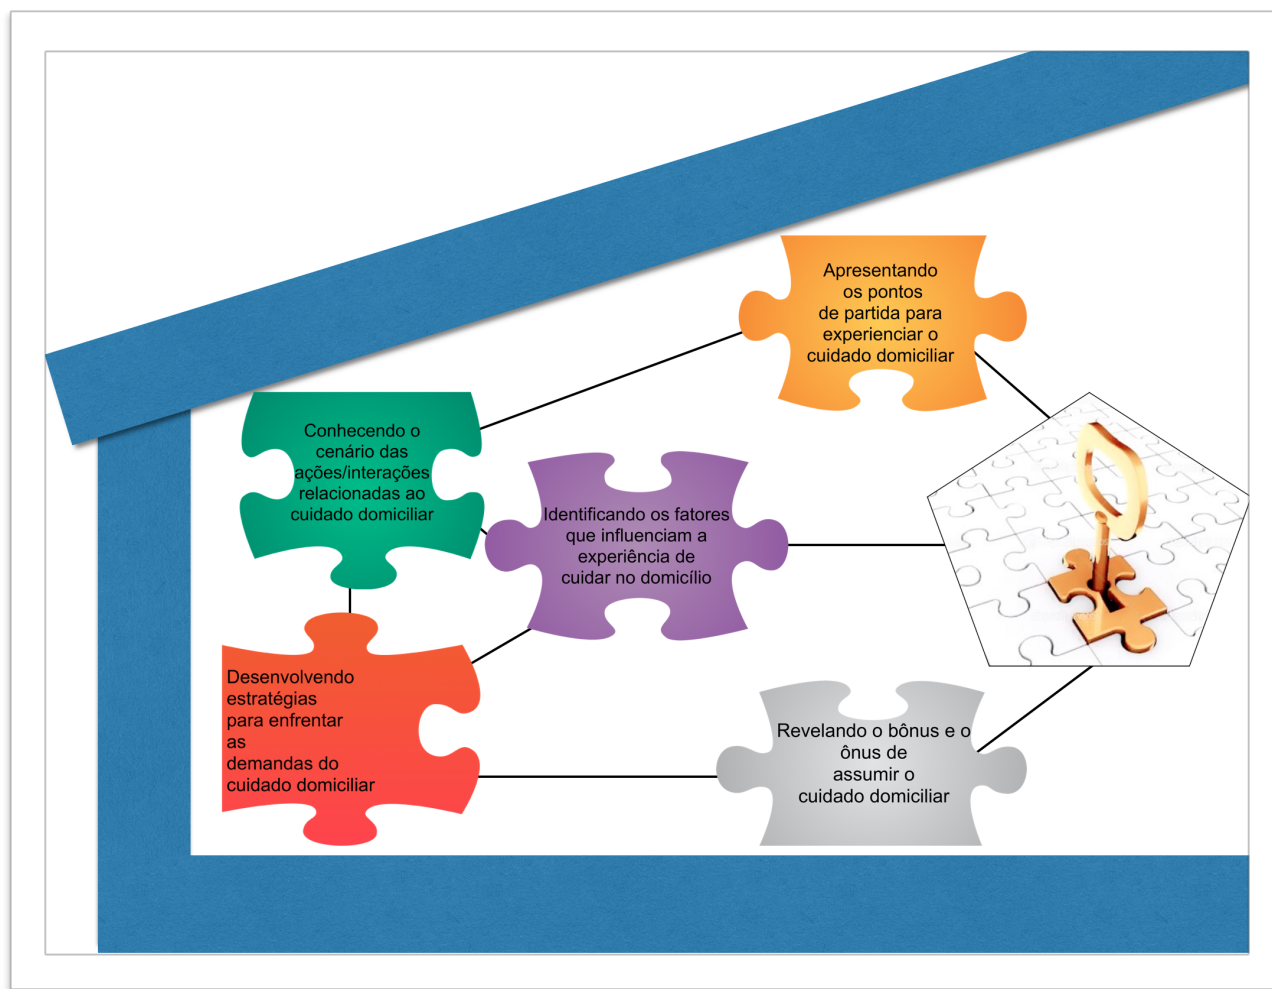 Apresentando
os pontos
de partida para
experienciar o
cuidado domiciliar
Conhecendo o
cenário das
ações/interações
relacionadas ao
cuidado domiciliar
Identificando os fatores
que influenciam a
experiência de
cuidar no domicílio
Desenvolvendo
estratégias
para enfrentar
as
demandas do
cuidado domiciliar
Revelando o bônus e o
ônus de
assumir o
cuidado domiciliar